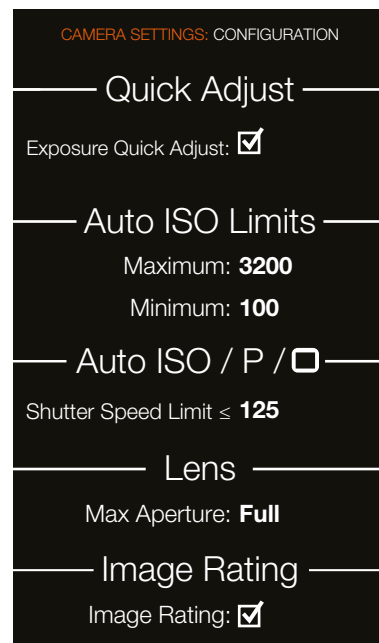 CAMERA SETTINGS: CONFIGURATION
Quick Adjust
Exposure Quick Adjust:
Auto ISO Limits
Maximum: 3200
Minimum: 100
Auto ISO / P /
Shutter Speed Limit ≤ 125
Lens
Max Aperture: Full
Image Rating
Image Rating: